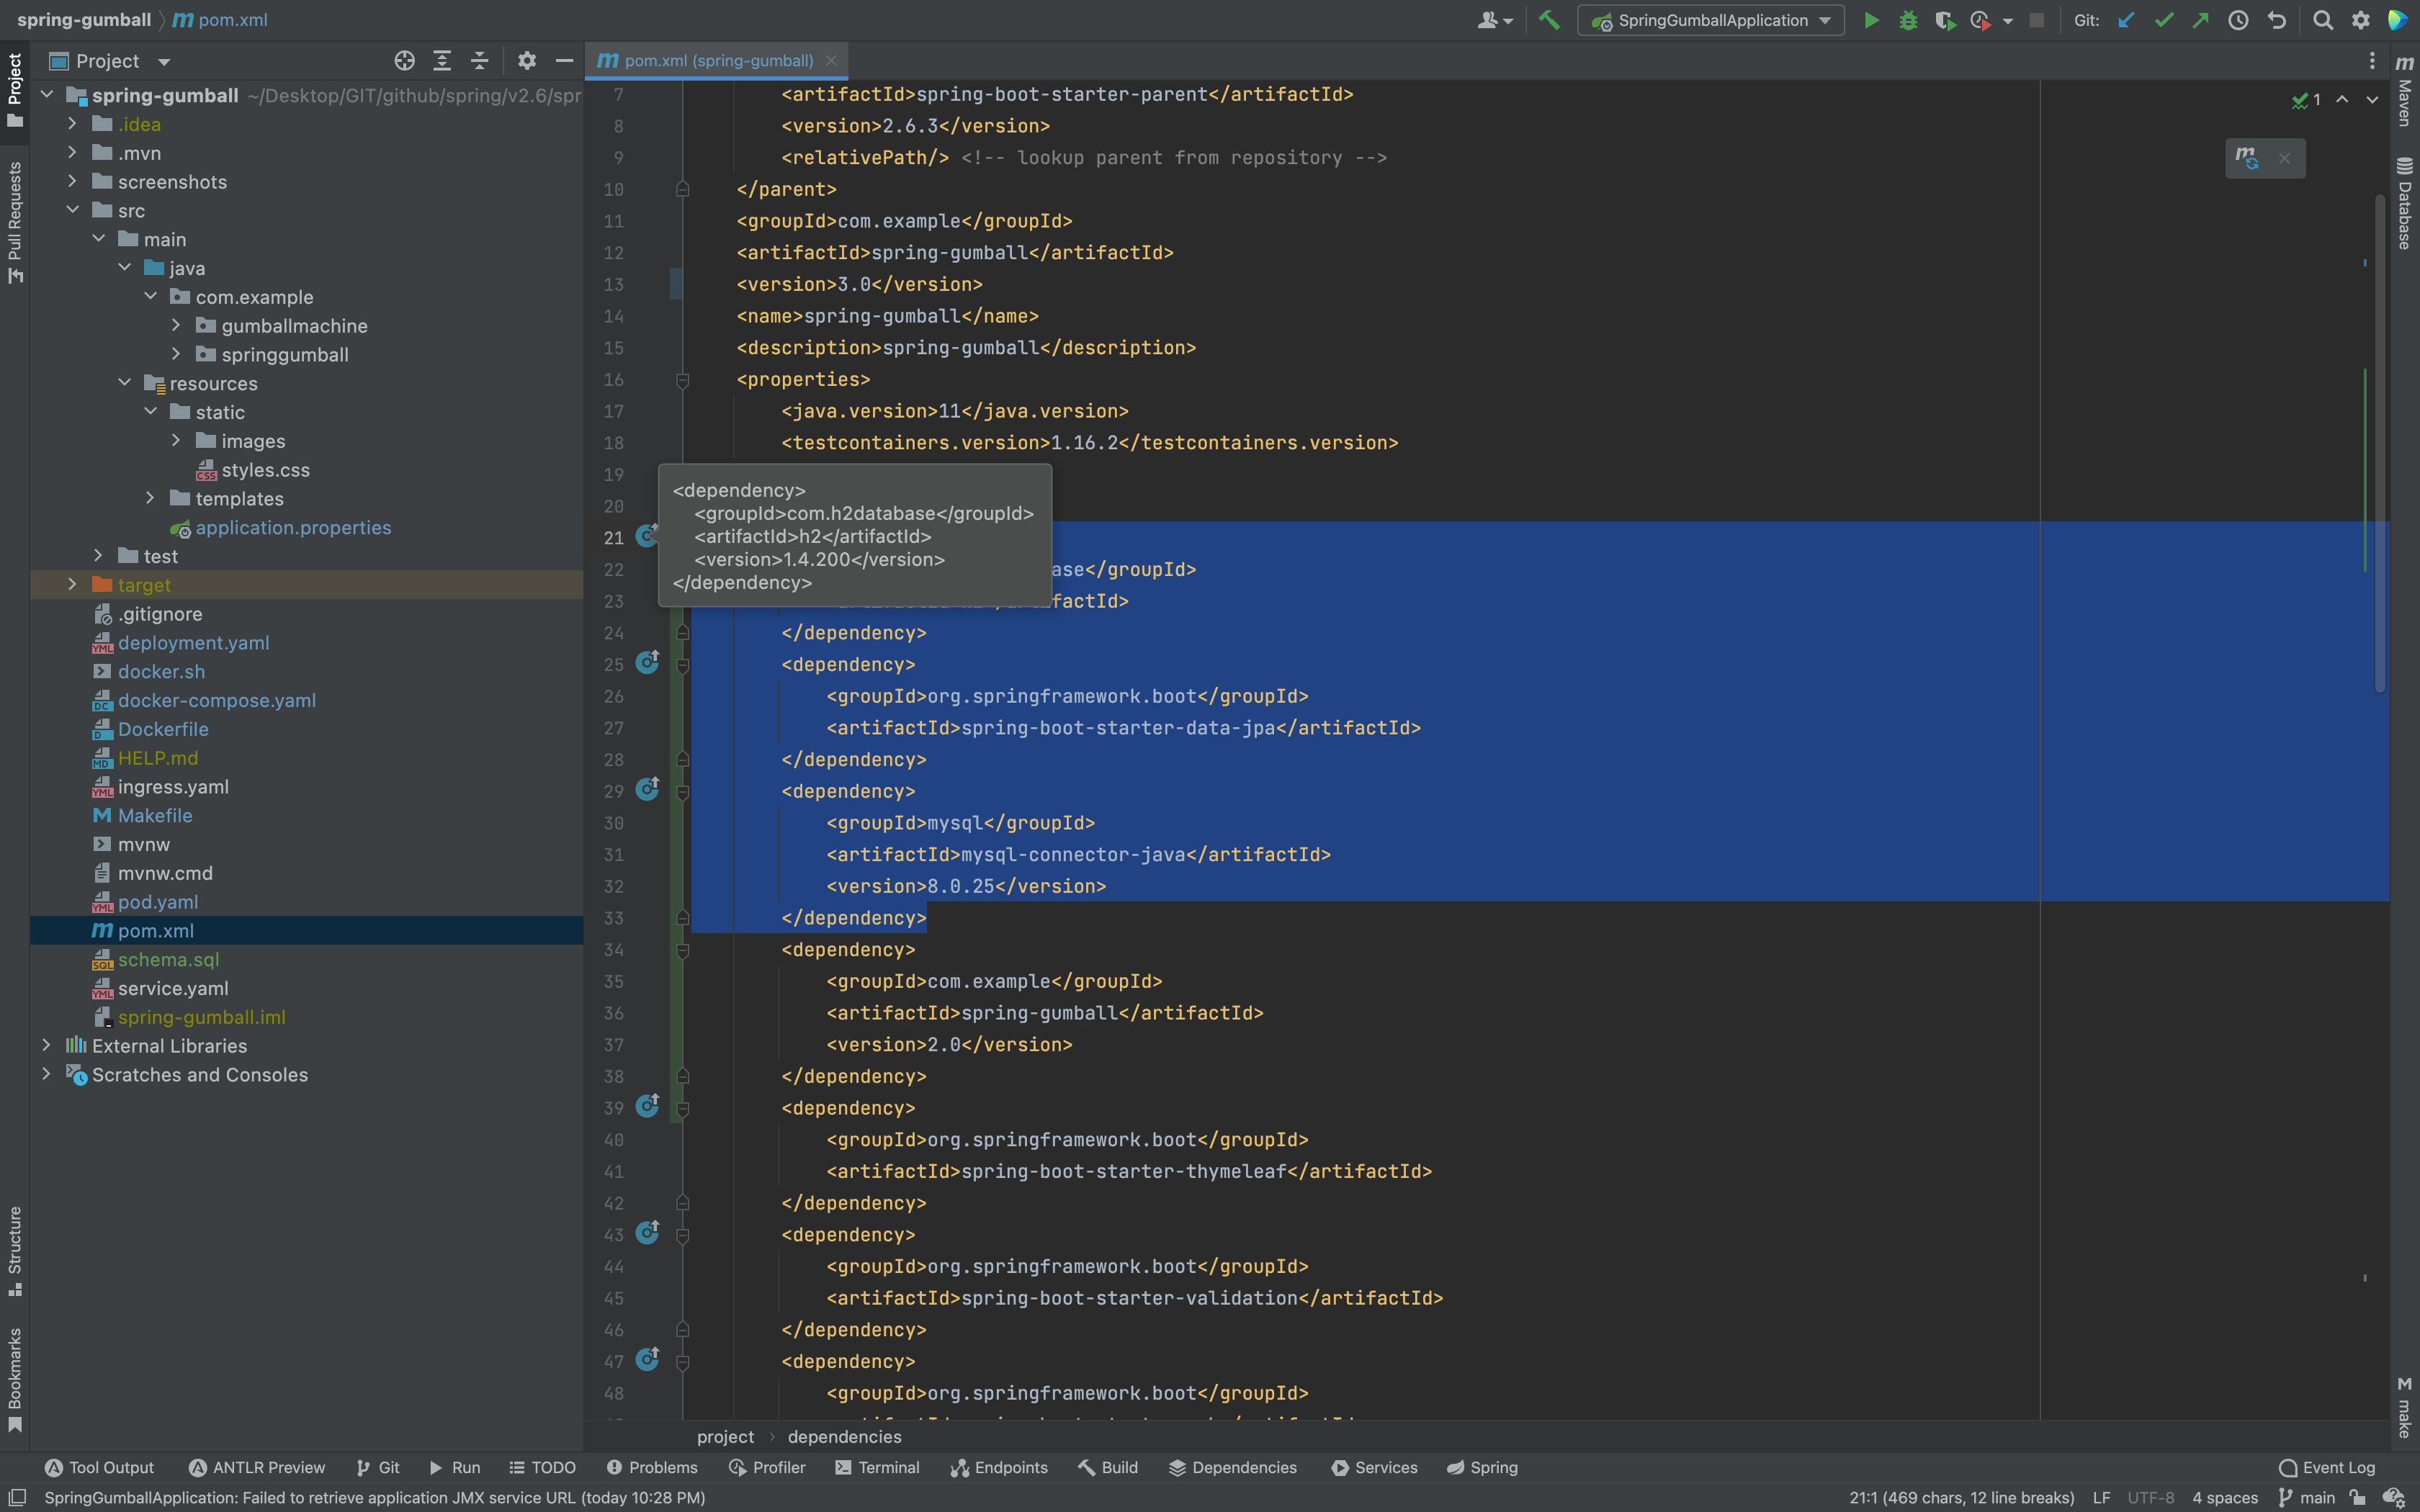 spring-gumball
pom.xml
SpringGumballApplication
Git:
Project
pom.xml (spring-gumball)
spring-gumball ~/Desktop/GIT/github/spring/v2.6/spr
.idea
.mvn
screenshots
src
main
java
com.example
gumballmachine
springgumball
resources
static
images
styles.css
templates
application.properties
test
target
.gitignore
deployment.yaml
docker.sh
docker-compose.yaml
Dockerfile
HELP.md
ingress.yaml
Makefile
mvnw
mvnw.cmd
pod.yaml
pom.xml
schema.sql
service.yaml
spring-gumball.iml
External Libraries
Scratches and Consoles
Project
Pull Requests
Structure
Bookmarks
7 <artifactId>spring-boot-starter-parent</artifactId>
8 <version>2.6.3</version>
9 <relativePath/> <!-- lookup parent from repository -->
10 </parent>
11 <groupId>com.example</groupId>
12 <artifactId>spring-gumball</artifactId>
13 <version>3.0</version>
14 <name>spring-gumball</name>
15 <description>spring-gumball</description>
16 <properties>
17 <java.version>11</java.version>
18 <testcontainers.version>1.16.2</testcontainers.version>
19
20
21
22 ase</groupId>
23
<dependency>
<groupId>com.h2database</groupId>
<artifactId>h2</artifactId>
<version>1.4.200</version>
</dependency>
24 </dependency>
25 <dependency>
26 <groupId>org.springframework.boot</groupId>
27 <artifactId>spring-boot-starter-data-jpa</artifactId>
28 </dependency>
29 <dependency>
30 <groupId>mysql</groupId>
31 <artifactId>mysql-connector-java</artifactId>
32 <version>8.0.25</version>
33 </dependency>
34 <dependency>
35 <groupId>com.example</groupId>
36 <artifactId>spring-gumball</artifactId>
37 <version>2.0</version>
38 </dependency>
39 <dependency>
40 <groupId>org.springframework.boot</groupId>
41 <artifactId>spring-boot-starter-thymeleaf</artifactId>
42 </dependency>
43 <dependency>
44 <groupId>org.springframework.boot</groupId>
45 <artifactId>spring-boot-starter-validation</artifactId>
46 </dependency>
47 <dependency>
48 <groupId>org.springframework.boot</groupId>
1
Maven
Database
make
project › dependencies
Tool Output ANTLR Preview Git Run TODO Problems Profiler Terminal Endpoints Build Dependencies Services Spring Event Log
SpringGumballApplication: Failed to retrieve application JMX service URL (today 10:28 PM) 21:1 (469 chars, 12 line breaks) LF UTF-8 4 spaces main